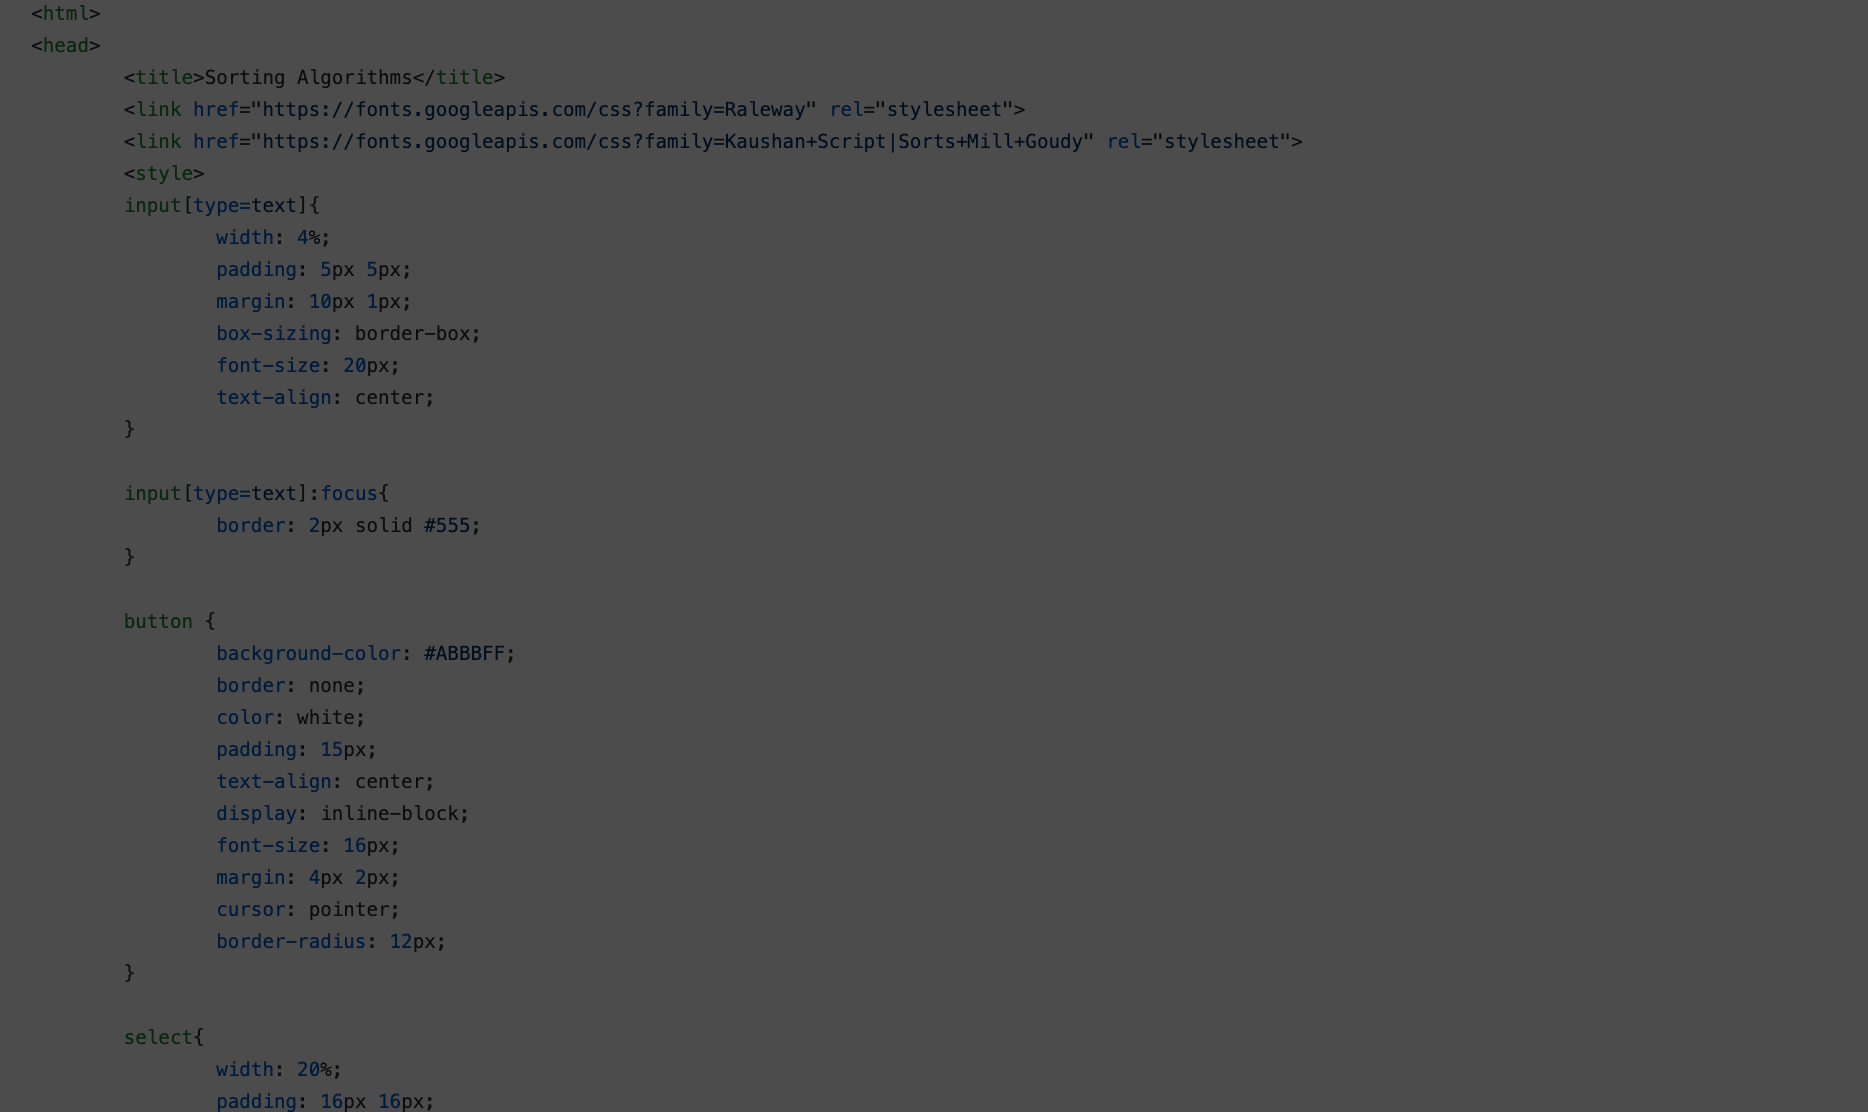 <html>
<head>
<title>Sorting Algorithms</title>
<link href="https://fonts.googleapis.com/css?family=Raleway" rel="stylesheet">
<link href="https://fonts.googleapis.com/css?family=Kaushan+Script|Sorts+Mill+Goudy" rel="stylesheet">
<style>
input[type=text]{
width: 4%;
padding: 5px 5px;
margin: 10px 1px;
box-sizing: border-box;
font-size: 20px;
text-align: center;
}
input[type=text]:focus{
border: 2px solid #555;
}
button {
background-color: #ABBBFF;
border: none;
color: white;
padding: 15px;
text-align: center;
display: inline-block;
font-size: 16px;
margin: 4px 2px;
cursor: pointer;
border-radius: 12px;
}
select{
width: 20%;
padding: 16px 16px;